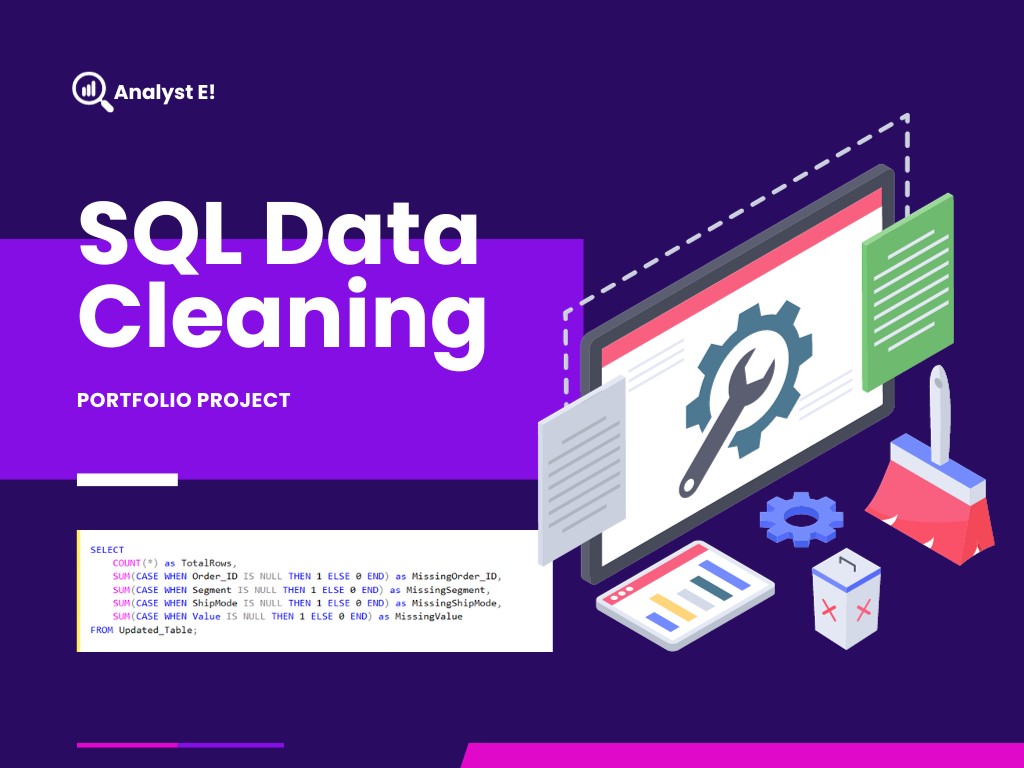 Analyst E!
SQL Data
Cleaning
PORTFOLIO PROJECT
SELECT
    COUNT(*) as TotalRows,
    SUM(CASE WHEN Order_ID IS NULL THEN 1 ELSE 0 END) as MissingOrder_ID,
    SUM(CASE WHEN Segment IS NULL THEN 1 ELSE 0 END) as MissingSegment,
    SUM(CASE WHEN ShipMode IS NULL THEN 1 ELSE 0 END) as MissingShipMode,
    SUM(CASE WHEN Value IS NULL THEN 1 ELSE 0 END) as MissingValue
FROM Updated_Table;